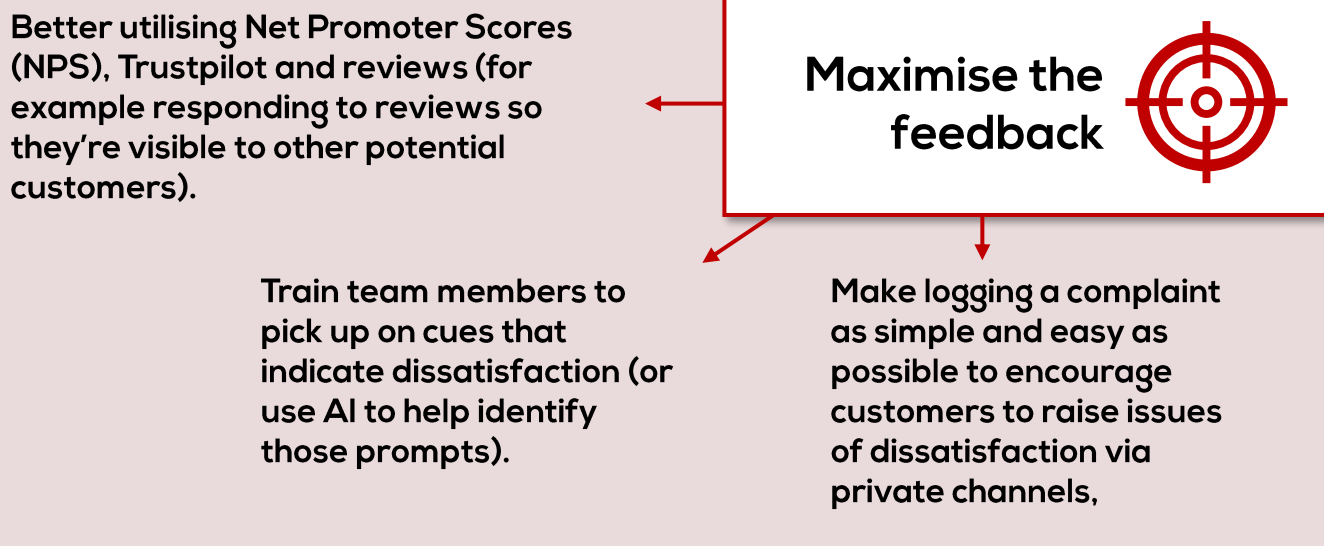 Better utilising Net Promoter Scores
(NPS), Trustpilot and reviews (for
example responding to reviews so
they're visible to other potential
customers).
Maximise the
feedback
Train team members to
pick up on cues that
indicate dissatisfaction (or
use AI to help identify
those prompts).
Make logging a complaint
as simple and easy as
possible to encourage
customers to raise issues
of dissatisfaction via
private channels,